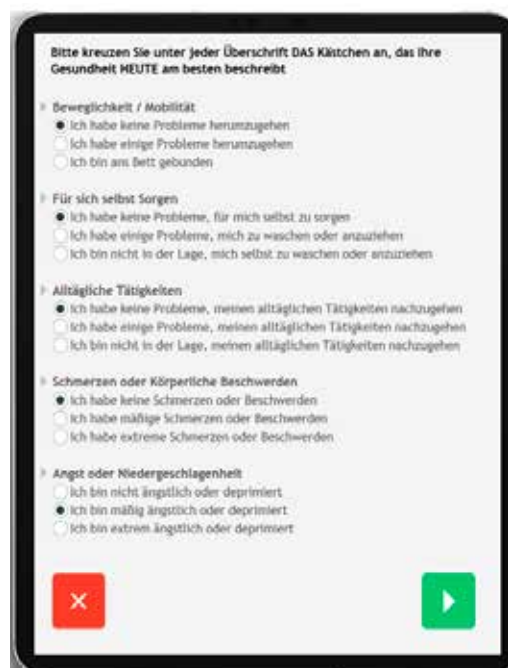 Bitte kreuzen Sie unter jeder Überschrift DAS Kästchen an, das Ihre
Gesundheit HEUTE am besten beschreibt
Beweglichkeit / Mobilität
Ich habe keine Probleme herumzugehen
Ich habe einige Probleme herumzugehen
Ich bin ans Bett gebunden
Für sich selbst Sorgen
Ich habe keine Probleme, für mich selbst zu sorgen
Ich habe einige Probleme, mich zu waschen oder anzuziehen
Ich bin nicht in der Lage, mich selbst zu waschen oder anzuziehen
Alltägliche Tätigkeiten
Ich habe keine Probleme, meinen alltäglichen Tätigkeiten nachzugehen
Ich habe einige Probleme, meinen alltäglichen Tätigkeiten nachzugehen
Ich bin nicht in der Lage, meinen alltäglichen Tätigkeiten nachzugehen
Schmerzen oder Körperliche Beschwerden
Ich habe keine Schmerzen oder Beschwerden
Ich habe mäßige Schmerzen oder Beschwerden
Ich habe extreme Schmerzen oder Beschwerden
Angst oder Niedergeschlagenheit
Ich bin nicht ängstlich oder deprimiert
Ich bin mäßig ängstlich oder deprimiert
Ich bin extrem ängstlich oder deprimiert